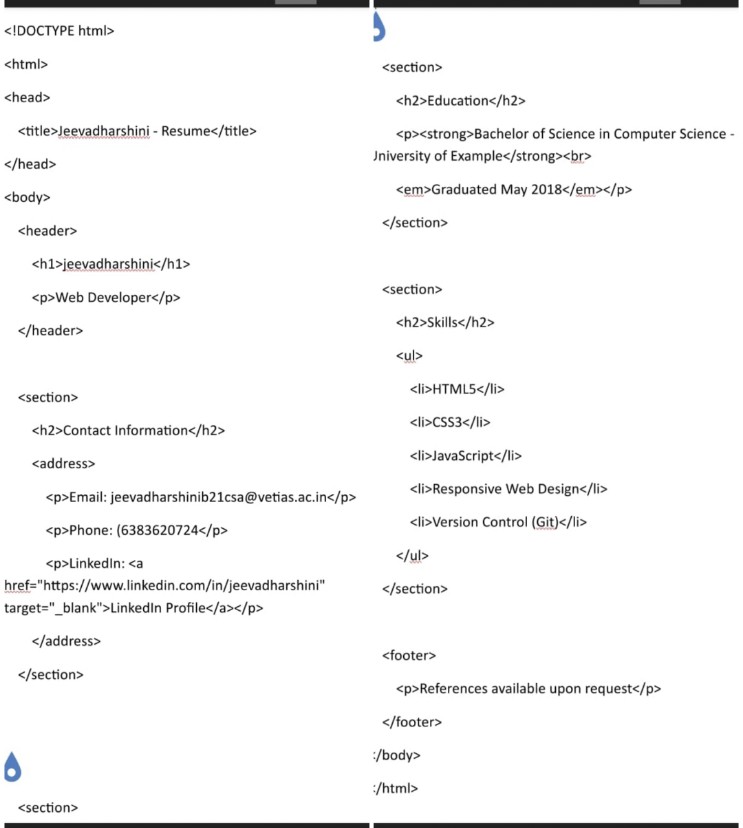 <!DOCTYPE html>
<html>
<head>
<title>Jeevadharshini - Resume</title>
</head>
<body>
<header>
<h1>jeevadharshini</h1>
<p>Web Developer</p>
</header>
<section>
<h2>Contact Information</h2>
<address>
<p>Email: jeevadharshinib21csa@vetias.ac.in</p>
<p>Phone: (6383620724</p>
<p>LinkedIn: <a
href="https://www.linkedin.com/in/jeevadharshini"
target="_blank">LinkedIn Profile</a></p>
</address>
</section>
<section>
<section>
<h2>Education</h2>
<p><strong>Bachelor of Science in Computer Science -
University of Example</strong><br>
<em>Graduated May 2018</em></p>
</section>
<section>
<h2>Skills</h2>
<ul>
<li>HTML5</li>
<li>CSS3</li>
<li>JavaScript</li>
<li>Responsive Web Design</li>
<li>Version Control (Git)</li>
</ul>
</section>
<footer>
<p>References available upon request</p>
</footer>
</body>
</html>